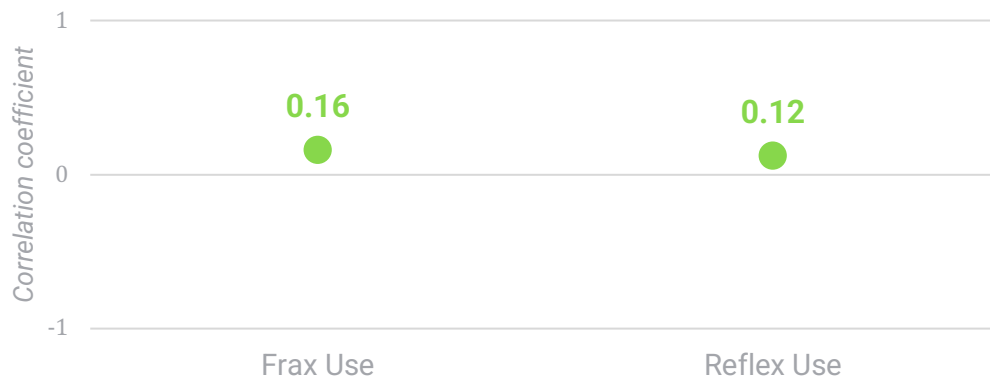 Correlation coefficient
1
0
-1
0.16
0.12
Frax Use
Reflex Use